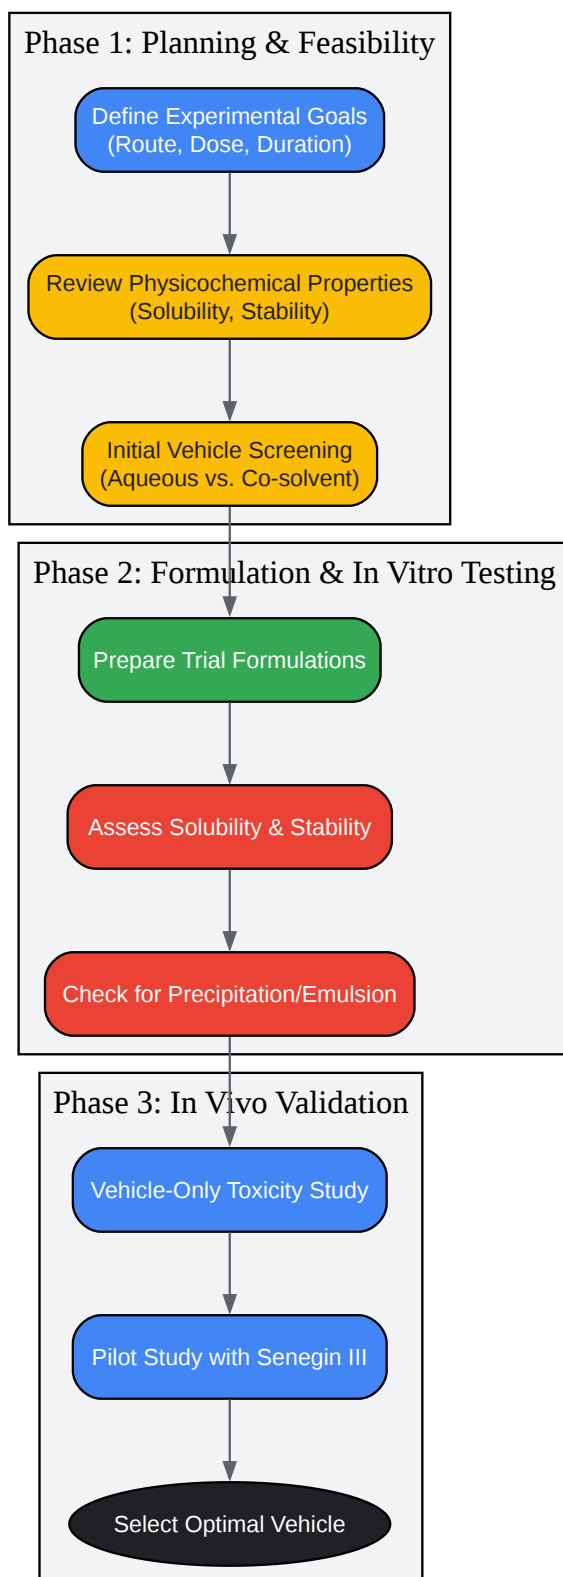 Phase 1: Planning & Feasibility
Define Experimental Goals
(Route, Dose, Duration)
Review Physicochemical Properties
(Solubility, Stability)
Initial Vehicle Screening
(Aqueous vs. Co-solvent)
Phase 2: Formulation & In Vitro Testing
Prepare Trial Formulations
Assess Solubility & Stability
Check for Precipitation/Emulsion
Phase 3: In Vivo Validation
Vehicle-Only Toxicity Study
Pilot Study with Senegin III
Select Optimal Vehicle